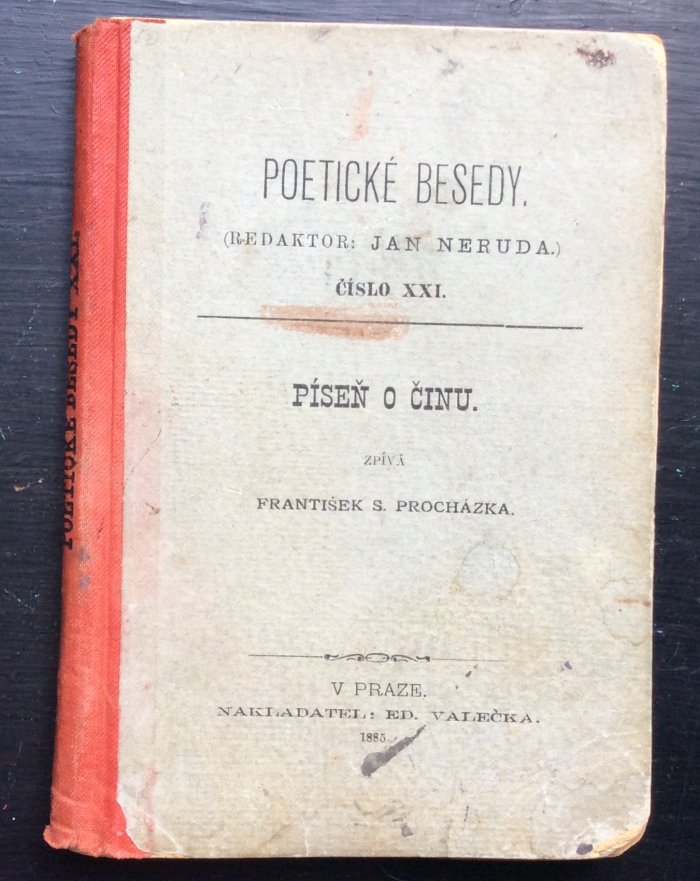 POETICKÉ BESEDY.
(REDAKTOR: JAN NERUDA.)
ČÍSLO XXI.
PÍSEŇ O ČINU.
ZPÍVÁ
FRANTIŠEK S. PROCHÁZKA.
V PRAZE.
NAKLADATEL: ED. VALEČKA.
1885.
POETICKÉ BESEDY XXI.